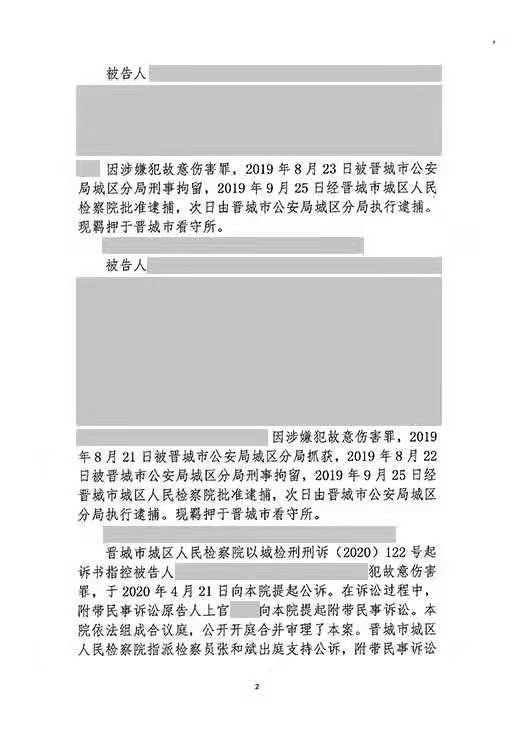 被告人
因涉嫌犯故意伤害罪，2019年8月23日被晋城市公安
局城区分局刑事拘留，2019年9月25日经晋城市城区人民
检察院批准逮捕，次日由晋城市公安局城区分局执行逮捕。
现羁押于晋城市看守所。
被告人
因涉嫌犯故意伤害罪，2019
年8月21日被晋城市公安局城区分局抓获，2019年8月22
日被晋城市公安局城区分局刑事拘留，2019年9月25日经
晋城市城区人民检察院批准逮捕，次日由晋城市公安局城区
分局执行逮捕。现羁押于晋城市看守所。
晋城市城区人民检察院以城检刑刑诉（2020）122号起
诉书指控被告人 犯故意伤害
罪，于2020年4月21日向本院提起公诉。在诉讼过程中，
附带民事诉讼原告人上官 向本院提起附带民事诉讼。本
院依法组成合议庭，公开开庭合并审理了本案。晋城市城区
人民检察院指派检察员张和斌出庭支持公诉，附带民事诉讼
2